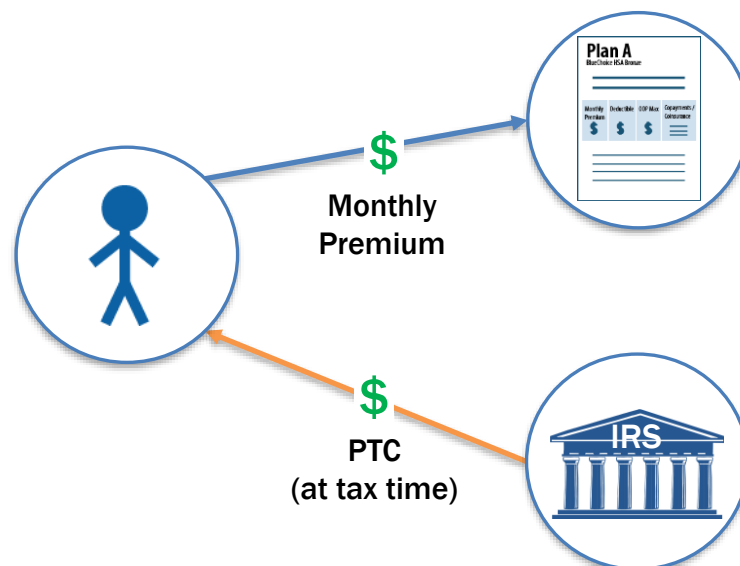 Plan A
BlueChoice HSA Bronze
Monthly Premium
$
Deductible
$
OOP Max
$
Copayments / Coinsurance
$
Monthly
Premium
$
PTC
(at tax time)
IRS